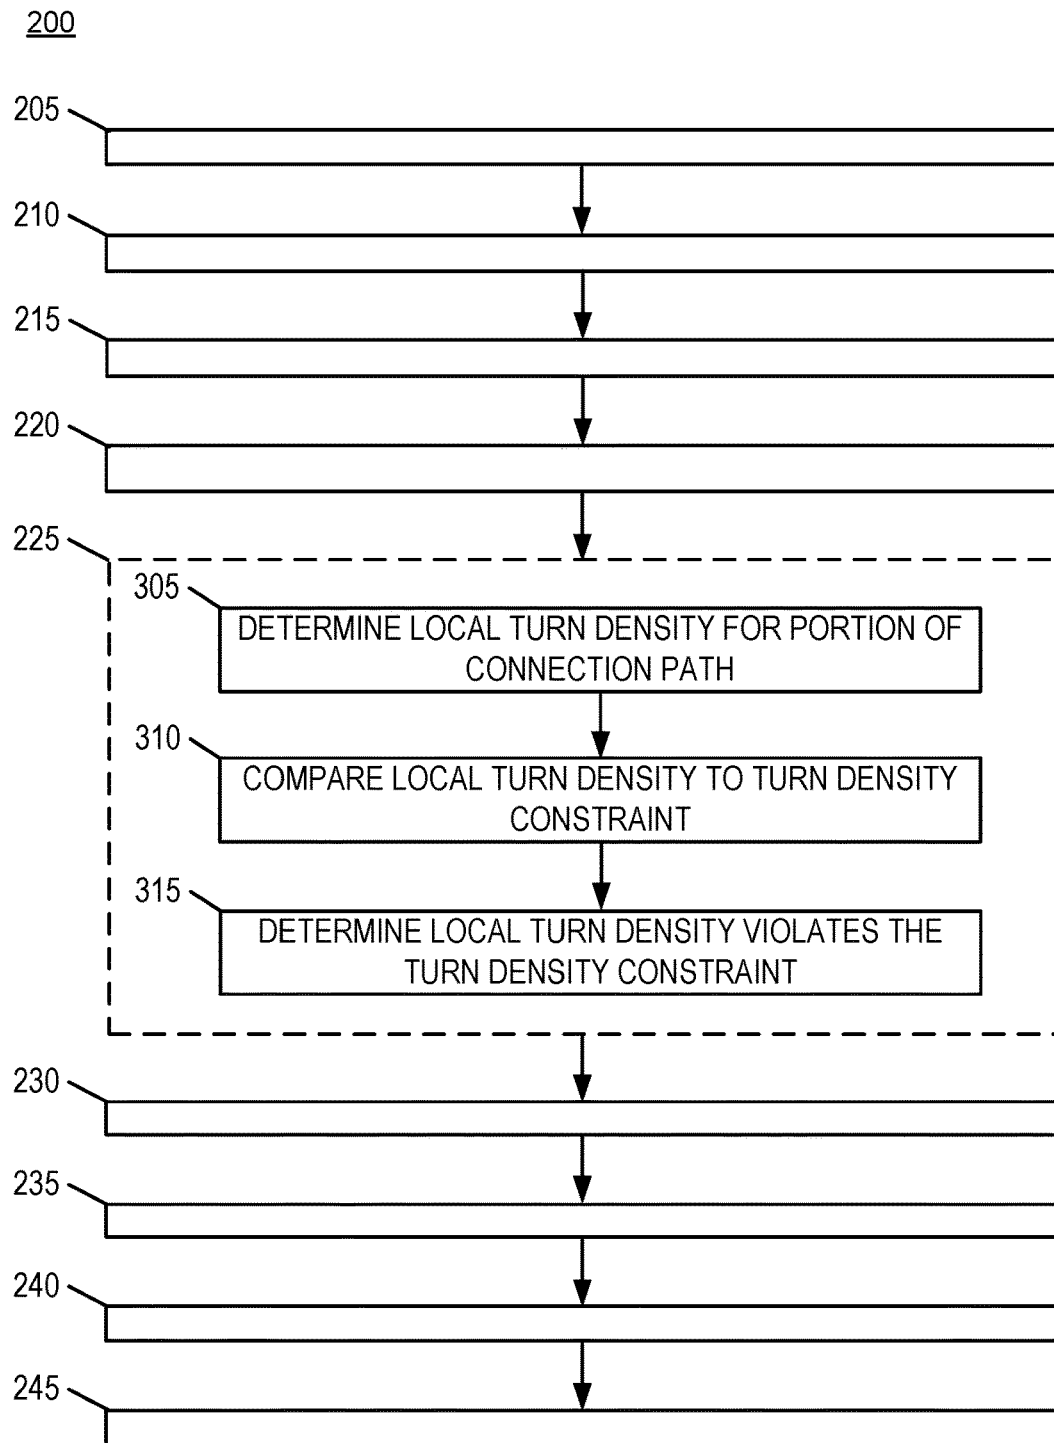 200
205
210
215
220
225
305
DETERMINE LOCAL TURN DENSITY FOR PORTION OF
CONNECTION PATH
310
COMPARE LOCAL TURN DENSITY TO TURN DENSITY
CONSTRAINT
315
DETERMINE LOCAL TURN DENSITY VIOLATES THE
TURN DENSITY CONSTRAINT
230
235
240
245